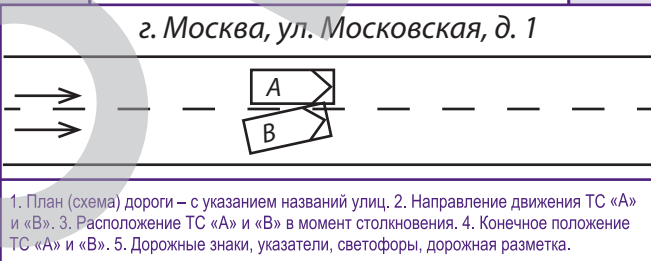 г. Москва, ул. Московская, д. 1
А
В
1. План (схема) дороги – с указанием названий улиц. 2. Направление движения ТС «А»
и «В». 3. Расположение ТС «А» и «В» в момент столкновения. 4. Конечное положение
ТС «А» и «В». 5. Дорожные знаки, указатели, светофоры, дорожная разметка.